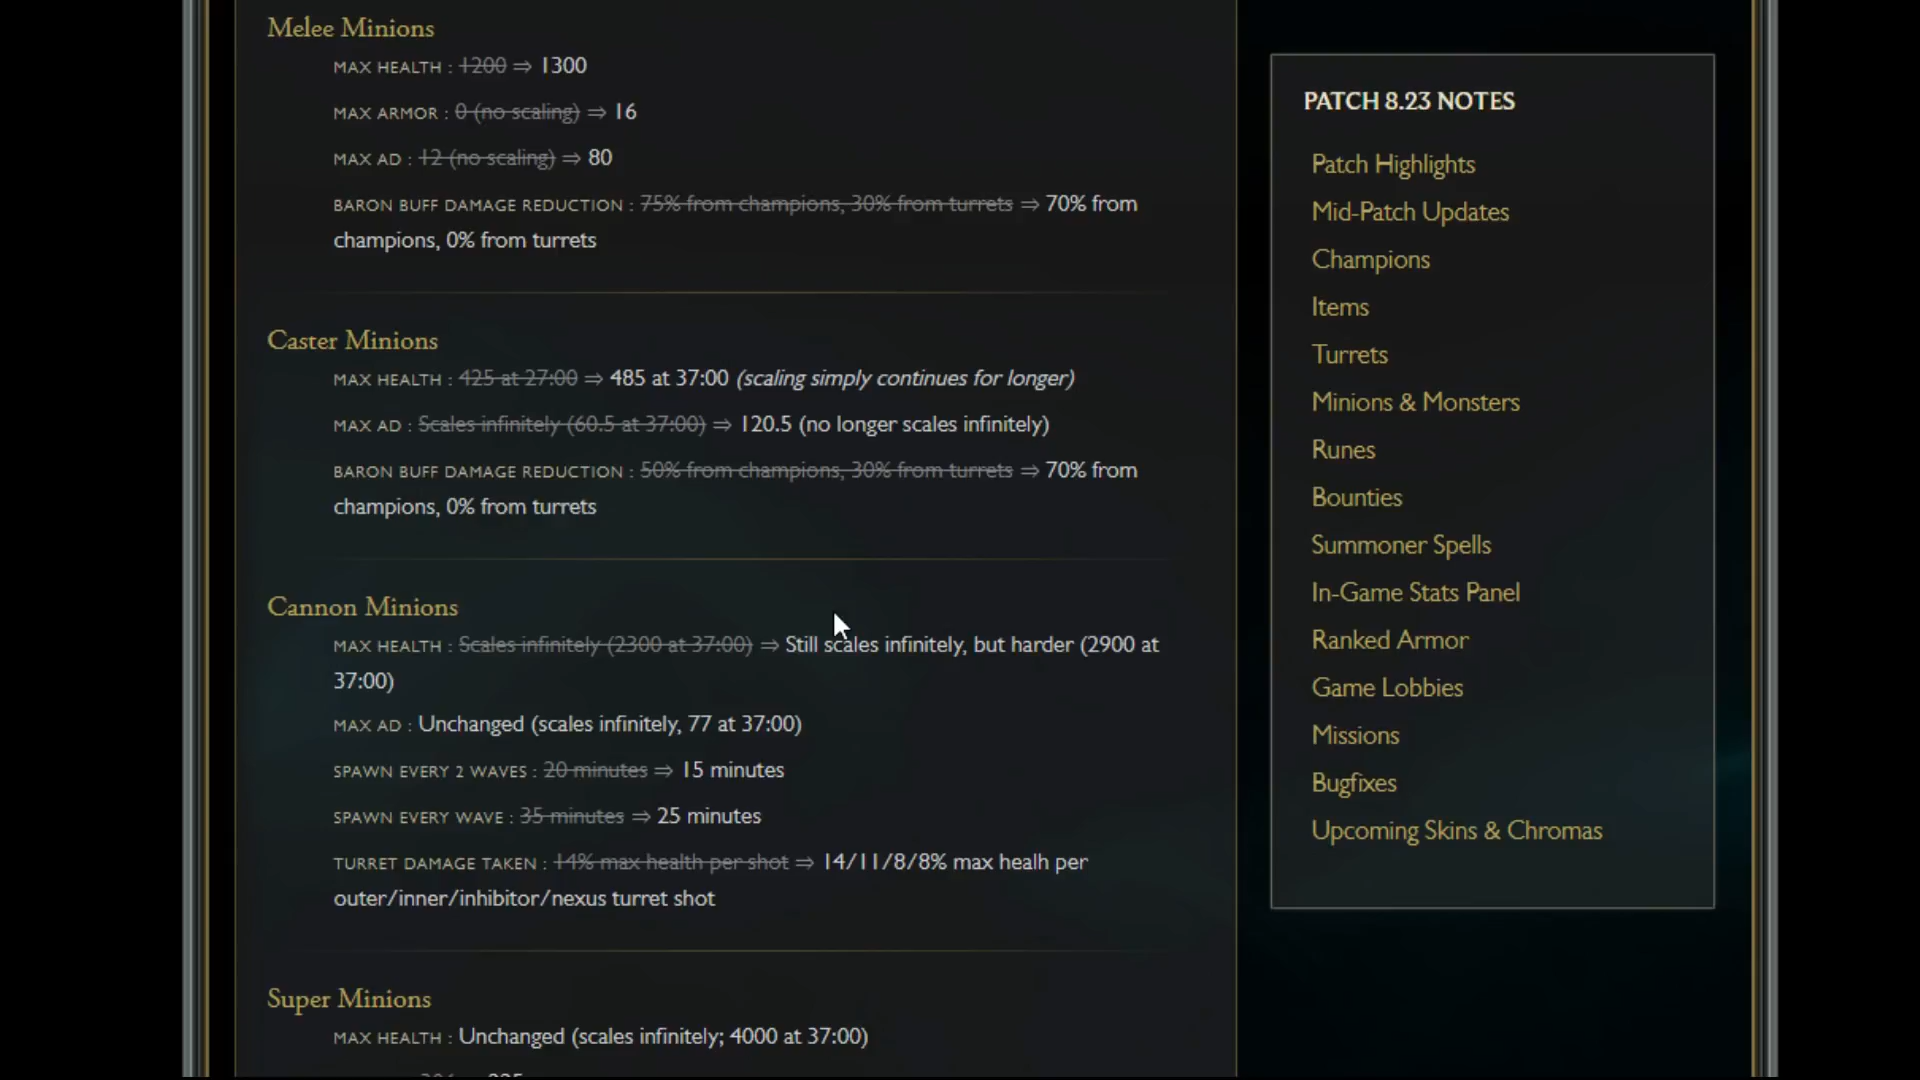 Melee Minions
MAX HEALTH : 1200 ⇒ 1300
MAX ARMOR : 0 (no scaling) ⇒ 16
MAX AD : 12 (no scaling) ⇒ 80
BARON BUFF DAMAGE REDUCTION : 75% from champions, 30% from turrets ⇒ 70% from
champions, 0% from turrets
Caster Minions
MAX HEALTH : 425 at 27:00 ⇒ 485 at 37:00 (scaling simply continues for longer)
MAX AD : Scales infinitely (60.5 at 37:00) ⇒ 120.5 (no longer scales infinitely)
BARON BUFF DAMAGE REDUCTION : 50% from champions, 30% from turrets ⇒ 70% from
champions, 0% from turrets
Cannon Minions
MAX HEALTH : Scales infinitely (2300 at 37:00) ⇒ Still scales infinitely, but harder (2900 at
37:00)
MAX AD : Unchanged (scales infinitely, 77 at 37:00)
SPAWN EVERY 2 WAVES : 20 minutes ⇒ 15 minutes
SPAWN EVERY WAVE : 35 minutes ⇒ 25 minutes
TURRET DAMAGE TAKEN : 14% max health per shot ⇒ 14/11/8/8% max healh per
outer/inner/inhibitor/nexus turret shot
Super Minions
MAX HEALTH : Unchanged (scales infinitely; 4000 at 37:00)
PATCH 8.23 NOTES
Patch Highlights
Mid-Patch Updates
Champions
Items
Turrets
Minions & Monsters
Runes
Bounties
Summoner Spells
In-Game Stats Panel
Ranked Armor
Game Lobbies
Missions
Bugfixes
Upcoming Skins & Chromas